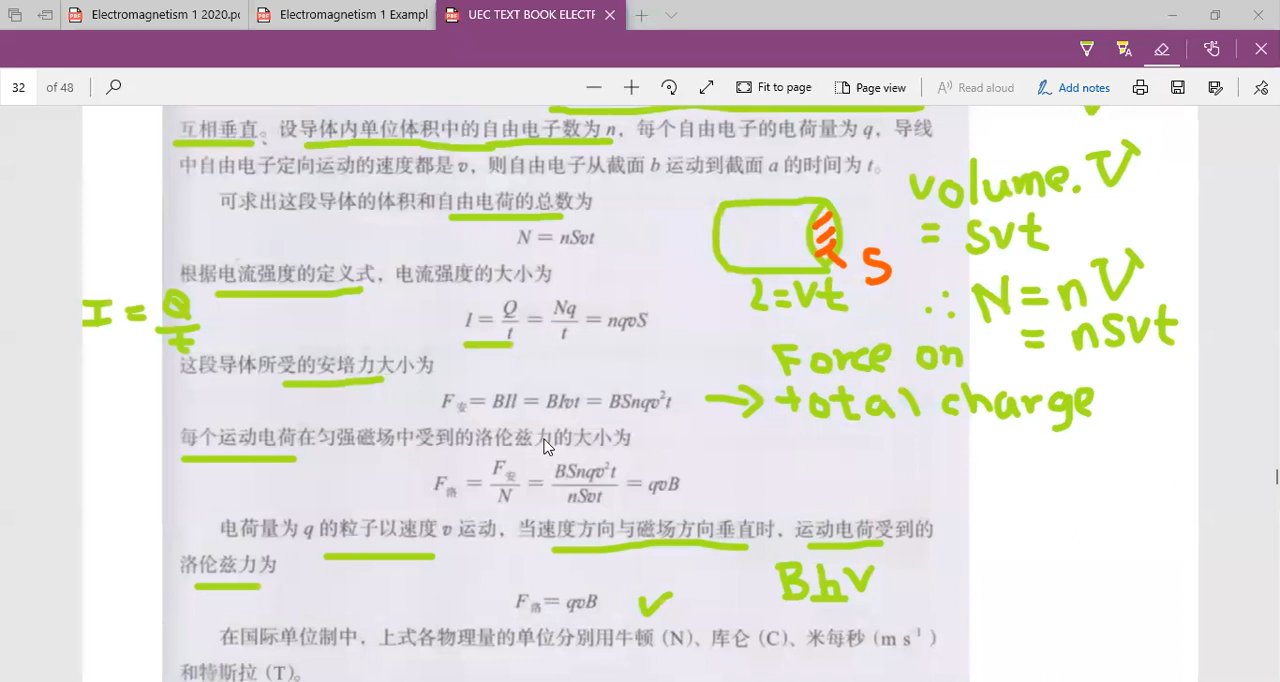 Electromagnetism 1 2020.pd
Electromagnetism 1 Exampl
UEC TEXT BOOK ELECTF
32 of 48
Fit to page
Page view
Read aloud
Add notes
互相垂直。设导体内单位体积中的自由电子数为 n，每个自由电子的电荷量为 q，导线
中自由电子定向运动的速度都是 v，则自由电子从截面 b 运动到截面 a 的时间为 t。
volume. V
= svt
可求出这段导体的体积和自由电荷的总数为
N = nSvt
S
l=vt
∴ N = nV
= nsvt
根据电流强度的定义式，电流强度的大小为
I = Q/t
I = Q/t = Nq/t = nqvS
这段导体所受的安培力大小为
Force on
F安 = BIl = BIvt = BSnqv²t
→ total charge
每个运动电荷在匀强磁场中受到的洛伦兹力的大小为
F洛 = F安/N = BSnqv²t/nSvt = qvB
电荷量为 q 的粒子以速度 v 运动，当速度方向与磁场方向垂直时，运动电荷受到的
洛伦兹力为
B⊥v
F洛 = qvB ✓
在国际单位制中，上式各物理量的单位分别用牛顿（N）、库仑（C）、米每秒（m s⁻¹）
和特斯拉（T）。